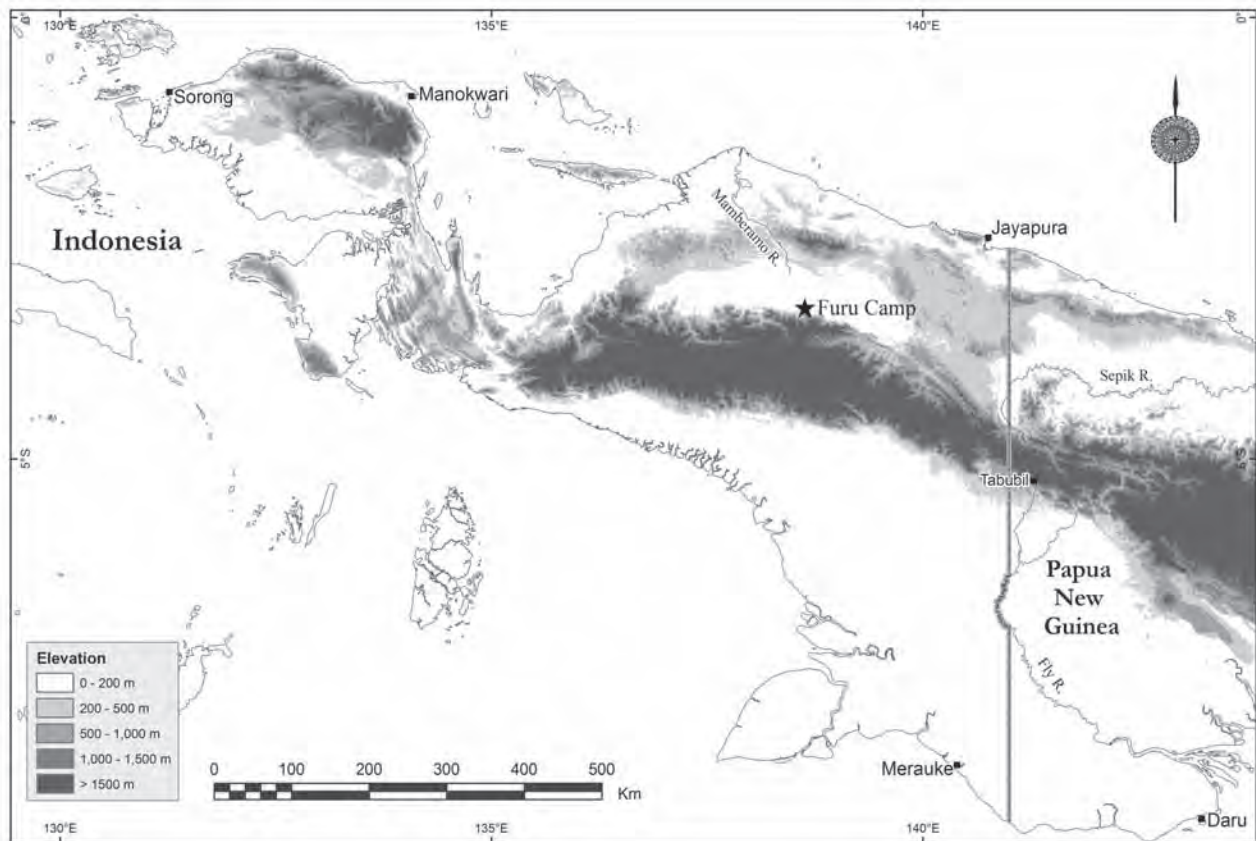 130°E
135°E
140°E
0°
0°
Sorong
Manokwari
Indonesia
Mamberamo R.
Jayapura
Furu Camp
Sepik R.
5°S
5°S
Tabubil
Papua
New
Guinea
Fly R.
Merauke
Daru
Elevation
0 - 200 m
200 - 500 m
500 - 1,000 m
1,000 - 1,500 m
> 1500 m
0 100 200 300 400 500
Km
130°E
135°E
140°E